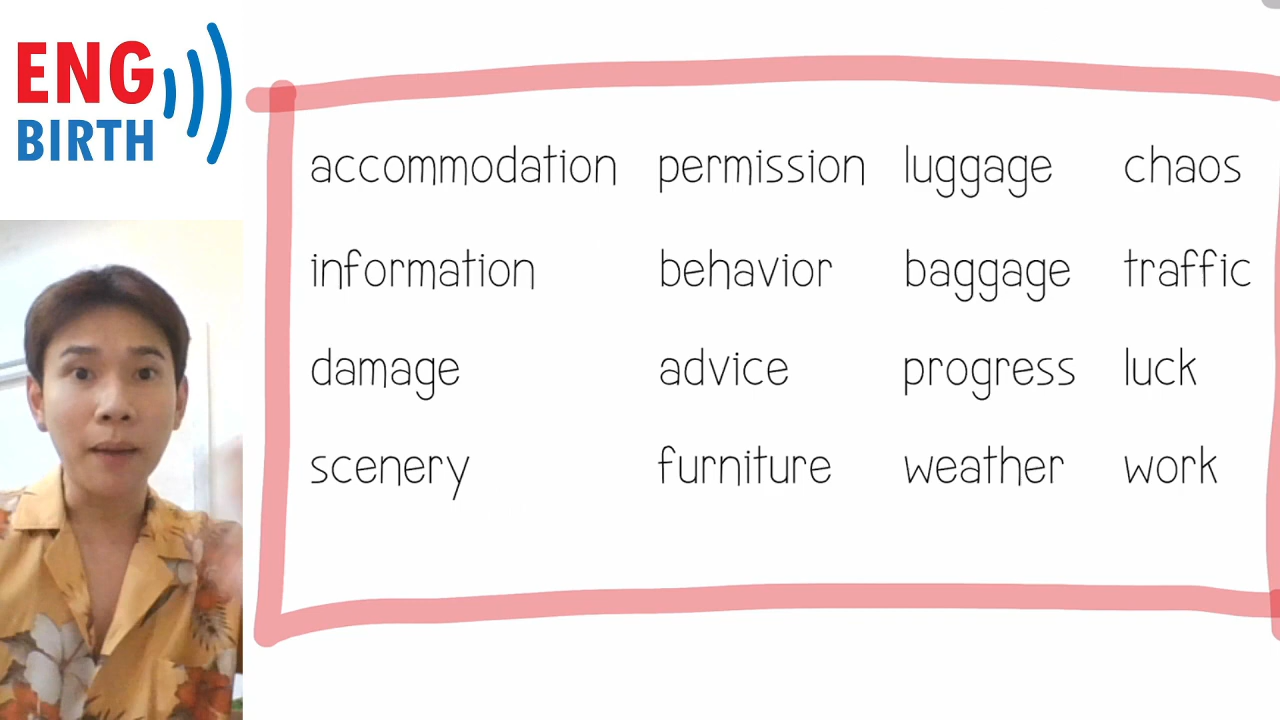 ENG
BIRTH
accommodation permission luggage chaos
information behavior baggage traffic
damage advice progress luck
scenery furniture weather work